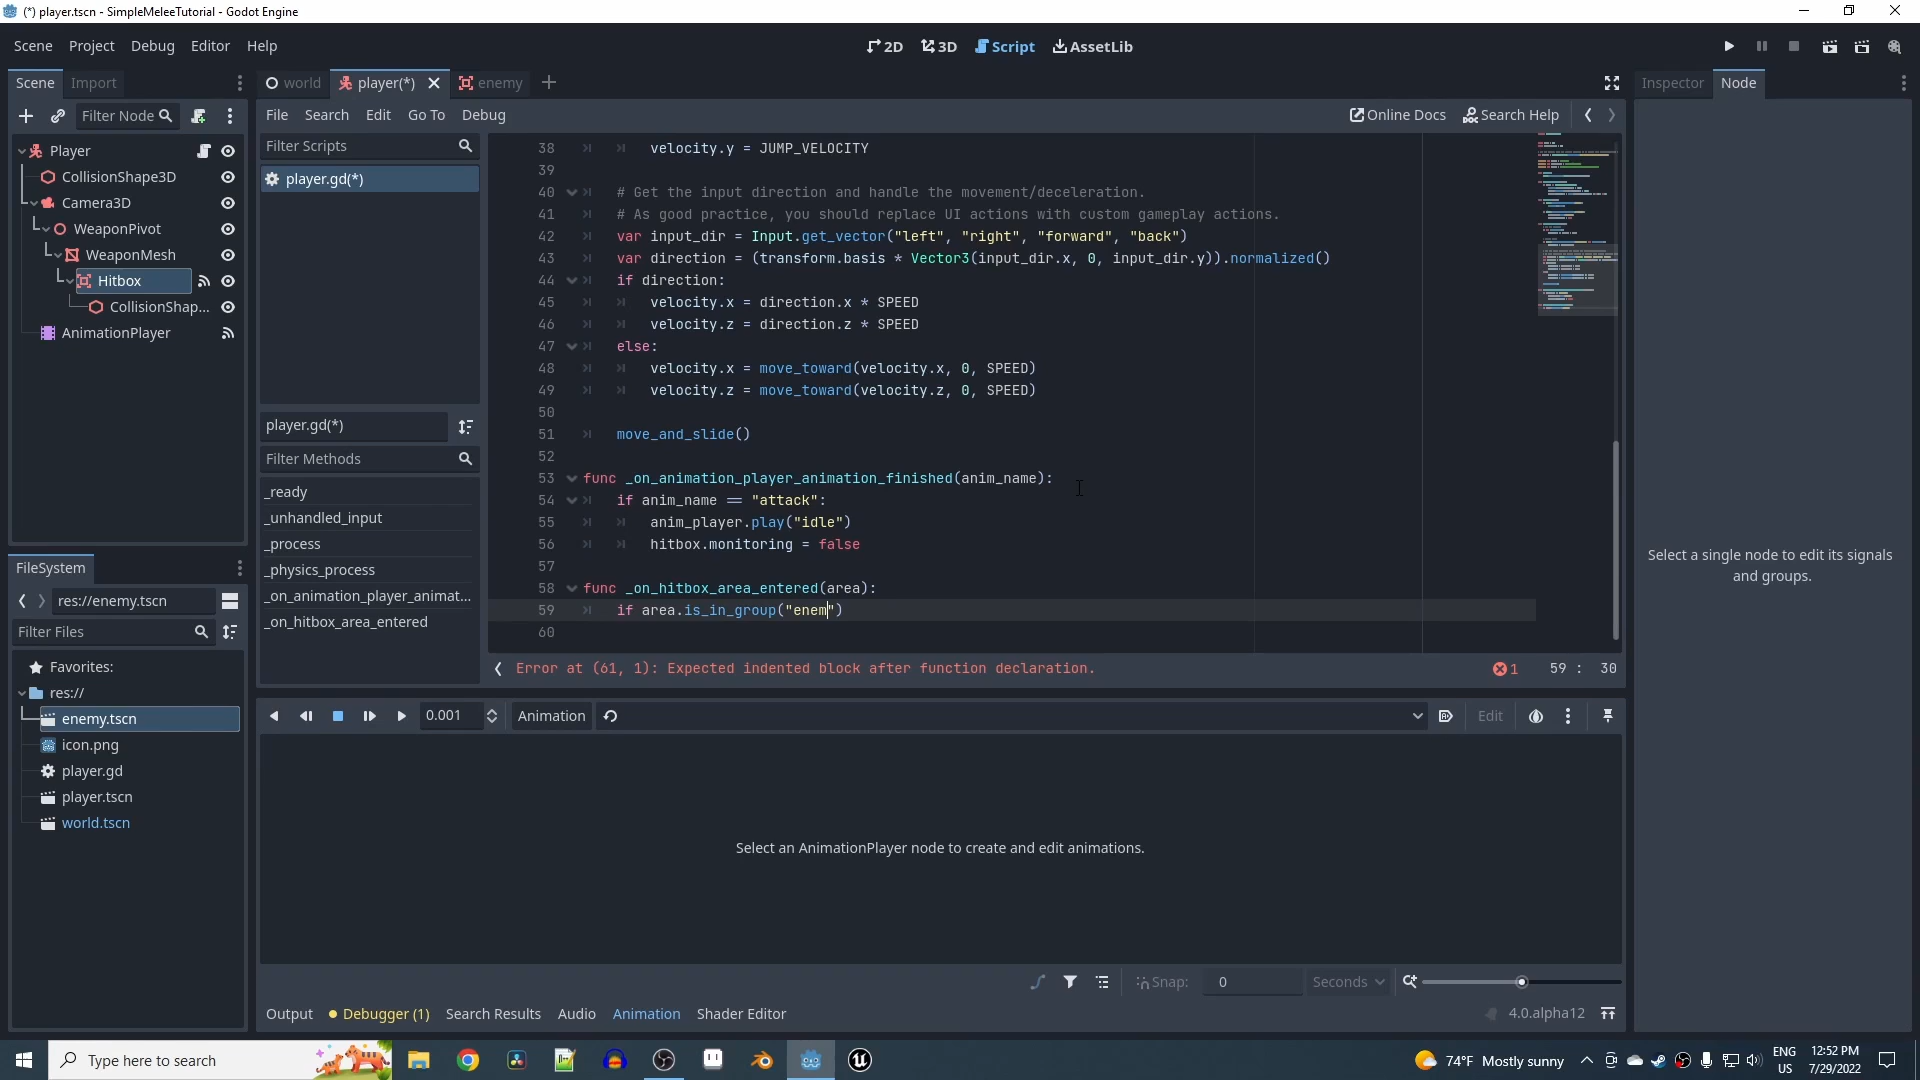 (*) player.tscn - SimpleMeleeTutorial - Godot Engine
Scene Project Debug Editor Help
2D 3D Script AssetLib
Scene Import
world player(*) enemy
Inspector Node
Filter Node
File Search Edit Go To Debug
Online Docs Search Help
Player
CollisionShape3D
Camera3D
WeaponPivot
WeaponMesh
Hitbox
CollisionShap...
AnimationPlayer
Filter Scripts
player.gd(*)
player.gd(*)
Filter Methods
_ready
_unhandled_input
_process
_physics_process
_on_animation_player_animat...
_on_hitbox_area_entered
38 velocity.y = JUMP_VELOCITY
39
40 # Get the input direction and handle the movement/deceleration.
41 # As good practice, you should replace UI actions with custom gameplay actions.
42 var input_dir = Input.get_vector("left", "right", "forward", "back")
43 var direction = (transform.basis * Vector3(input_dir.x, 0, input_dir.y)).normalized()
44 if direction:
45 velocity.x = direction.x * SPEED
46 velocity.z = direction.z * SPEED
47 else:
48 velocity.x = move_toward(velocity.x, 0, SPEED)
49 velocity.z = move_toward(velocity.z, 0, SPEED)
50
51 move_and_slide()
52
53 func _on_animation_player_animation_finished(anim_name):
54 if anim_name == "attack":
55 anim_player.play("idle")
56 hitbox.monitoring = false
57
58 func _on_hitbox_area_entered(area):
59 if area.is_in_group("enem")
60
Error at (61, 1): Expected indented block after function declaration. 1 59 : 30
Select a single node to edit its signals
and groups.
FileSystem
res://enemy.tscn
Filter Files
Favorites:
res://
enemy.tscn
icon.png
player.gd
player.tscn
world.tscn
0.001 Animation Edit
Select an AnimationPlayer node to create and edit animations.
Snap: 0 Seconds
Output Debugger (1) Search Results Audio Animation Shader Editor 4.0.alpha12
Type here to search
74°F Mostly sunny
ENG
US
12:52 PM
7/29/2022